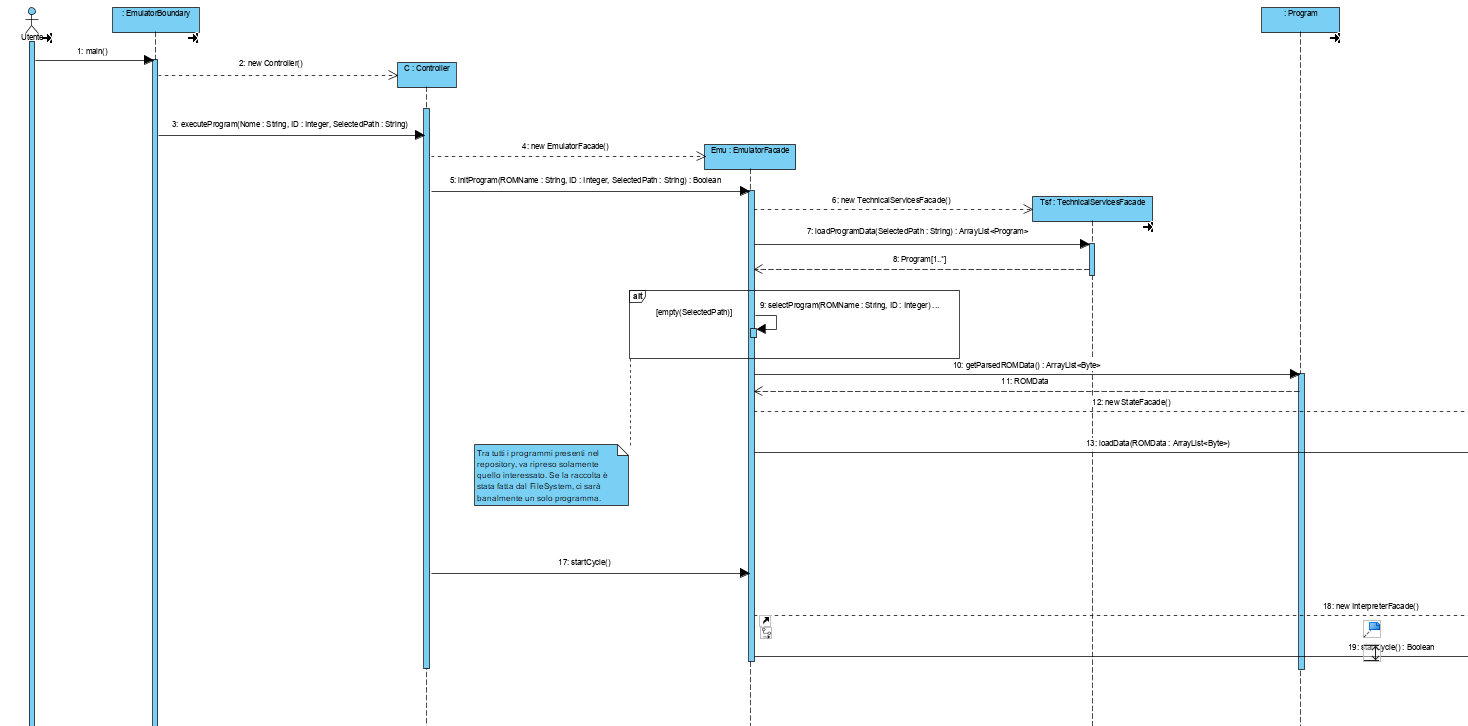 : EmulatorBoundary
: Program
Utente
1: main()
2: new Controller()
C : Controller
3: executeProgram(Nome : String, ID : Integer, SelectedPath : String)
4: new EmulatorFacade()
Emu : EmulatorFacade
5: initProgram(ROMName : String, ID : Integer, SelectedPath : String) : Boolean
6: new TechnicalServicesFacade()
Tsf : TechnicalServicesFacade
7: loadProgramData(SelectedPath : String) : ArrayList<Program>
8: Program[1..*]
alt
[empty(SelectedPath)]
9: selectProgram(ROMName : String, ID : Integer) ...
10: getParsedROMData() : ArrayList<Byte>
11: ROMData
12: new StateFacade()
13: loadData(ROMData : ArrayList<Byte>)
Tra tutti i programmi presenti nel
repository, va ripreso solamente
quello interessato. Se la raccolta è
stata fatta dal FileSystem, ci sarà
banalmente un solo programma.
17: startCycle()
18: new InterpreterFacade()
19: startCycle() : Boolean